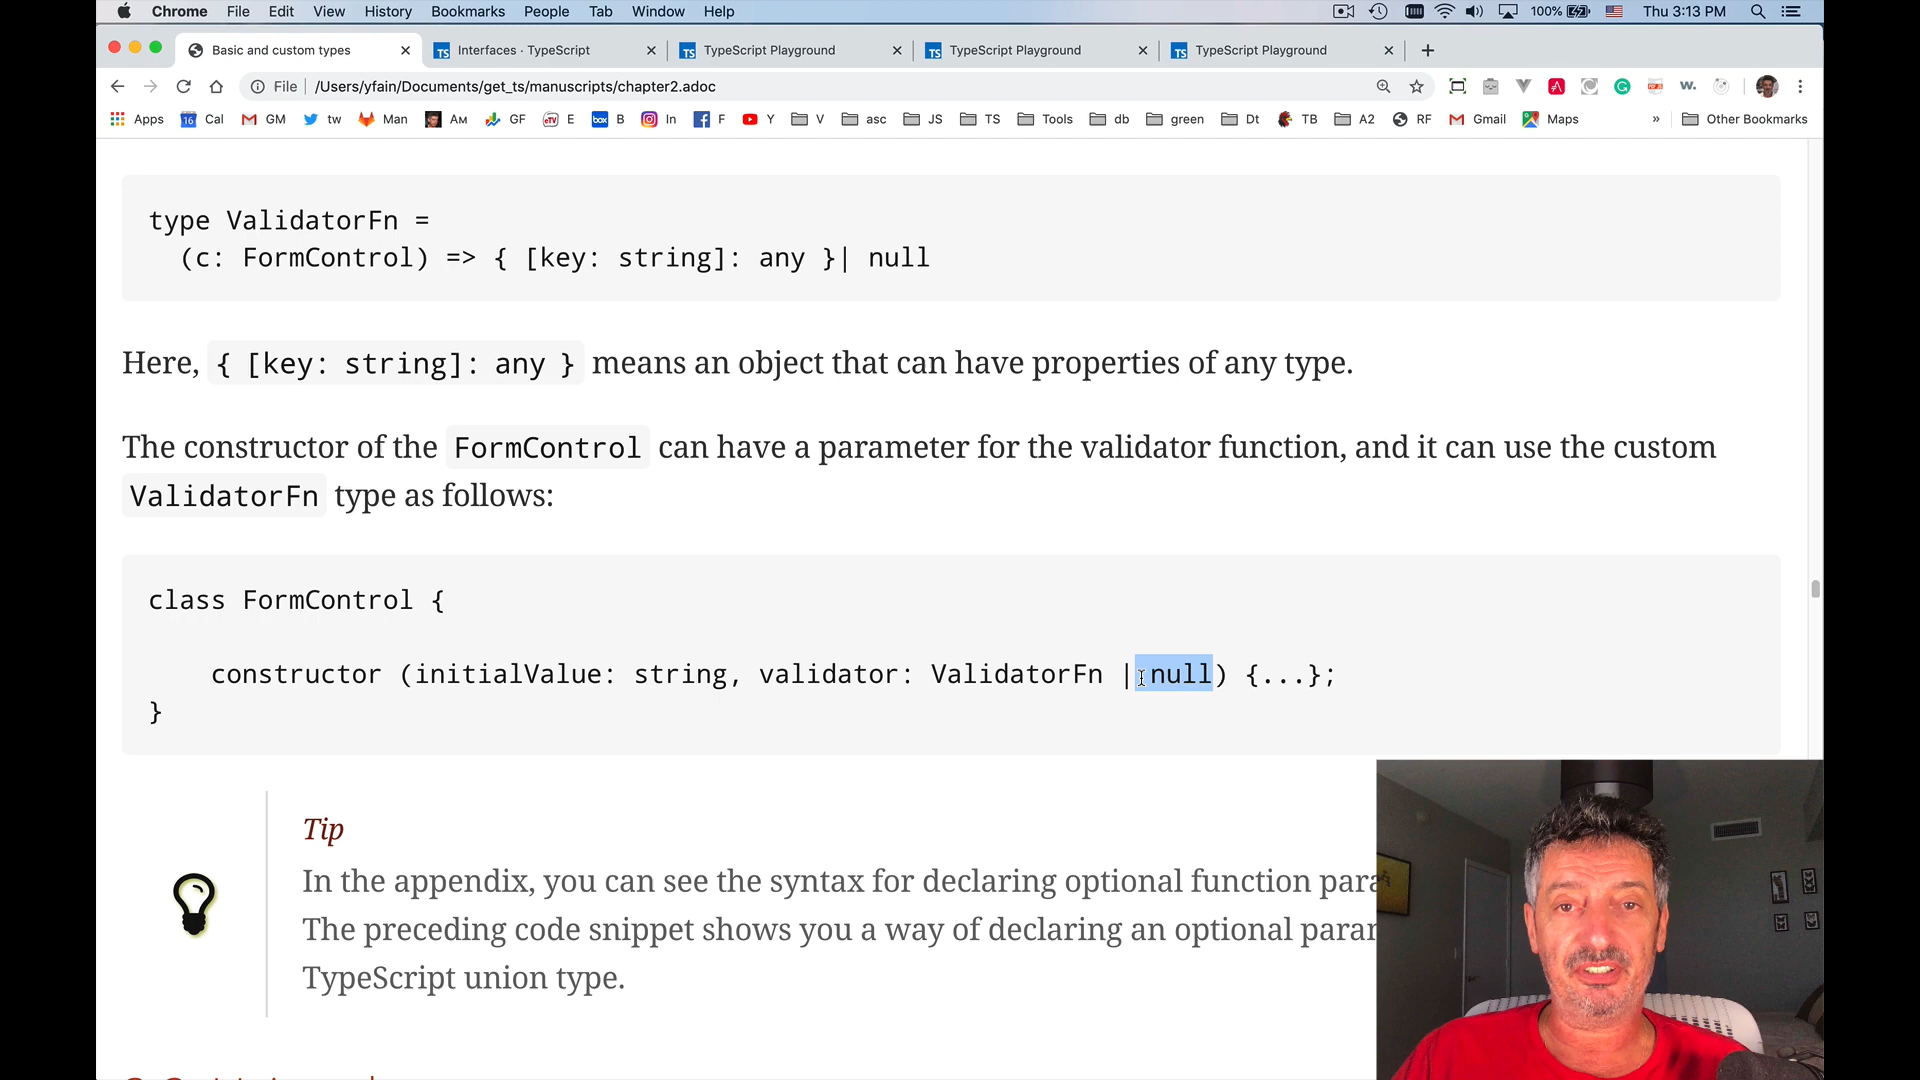 Chrome File Edit View History Bookmarks People Tab Window Help 100% Thu 3:13 PM
Basic and custom types Interfaces · TypeScript TypeScript Playground TypeScript Playground TypeScript Playground
File /Users/yfain/Documents/get_ts/manuscripts/chapter2.adoc
Apps Cal GM tw Man Ам GF E B In F Y V asc JS TS Tools db green Dt TB A2 RF Gmail Maps » Other Bookmarks
type ValidatorFn =
(c: FormControl) => { [key: string]: any }| null
Here, { [key: string]: any } means an object that can have properties of any type.
The constructor of the FormControl can have a parameter for the validator function, and it can use the custom
ValidatorFn type as follows:
class FormControl {
constructor (initialValue: string, validator: ValidatorFn | null) {...};
}
Tip
In the appendix, you can see the syntax for declaring optional function para
The preceding code snippet shows you a way of declaring an optional para
TypeScript union type.